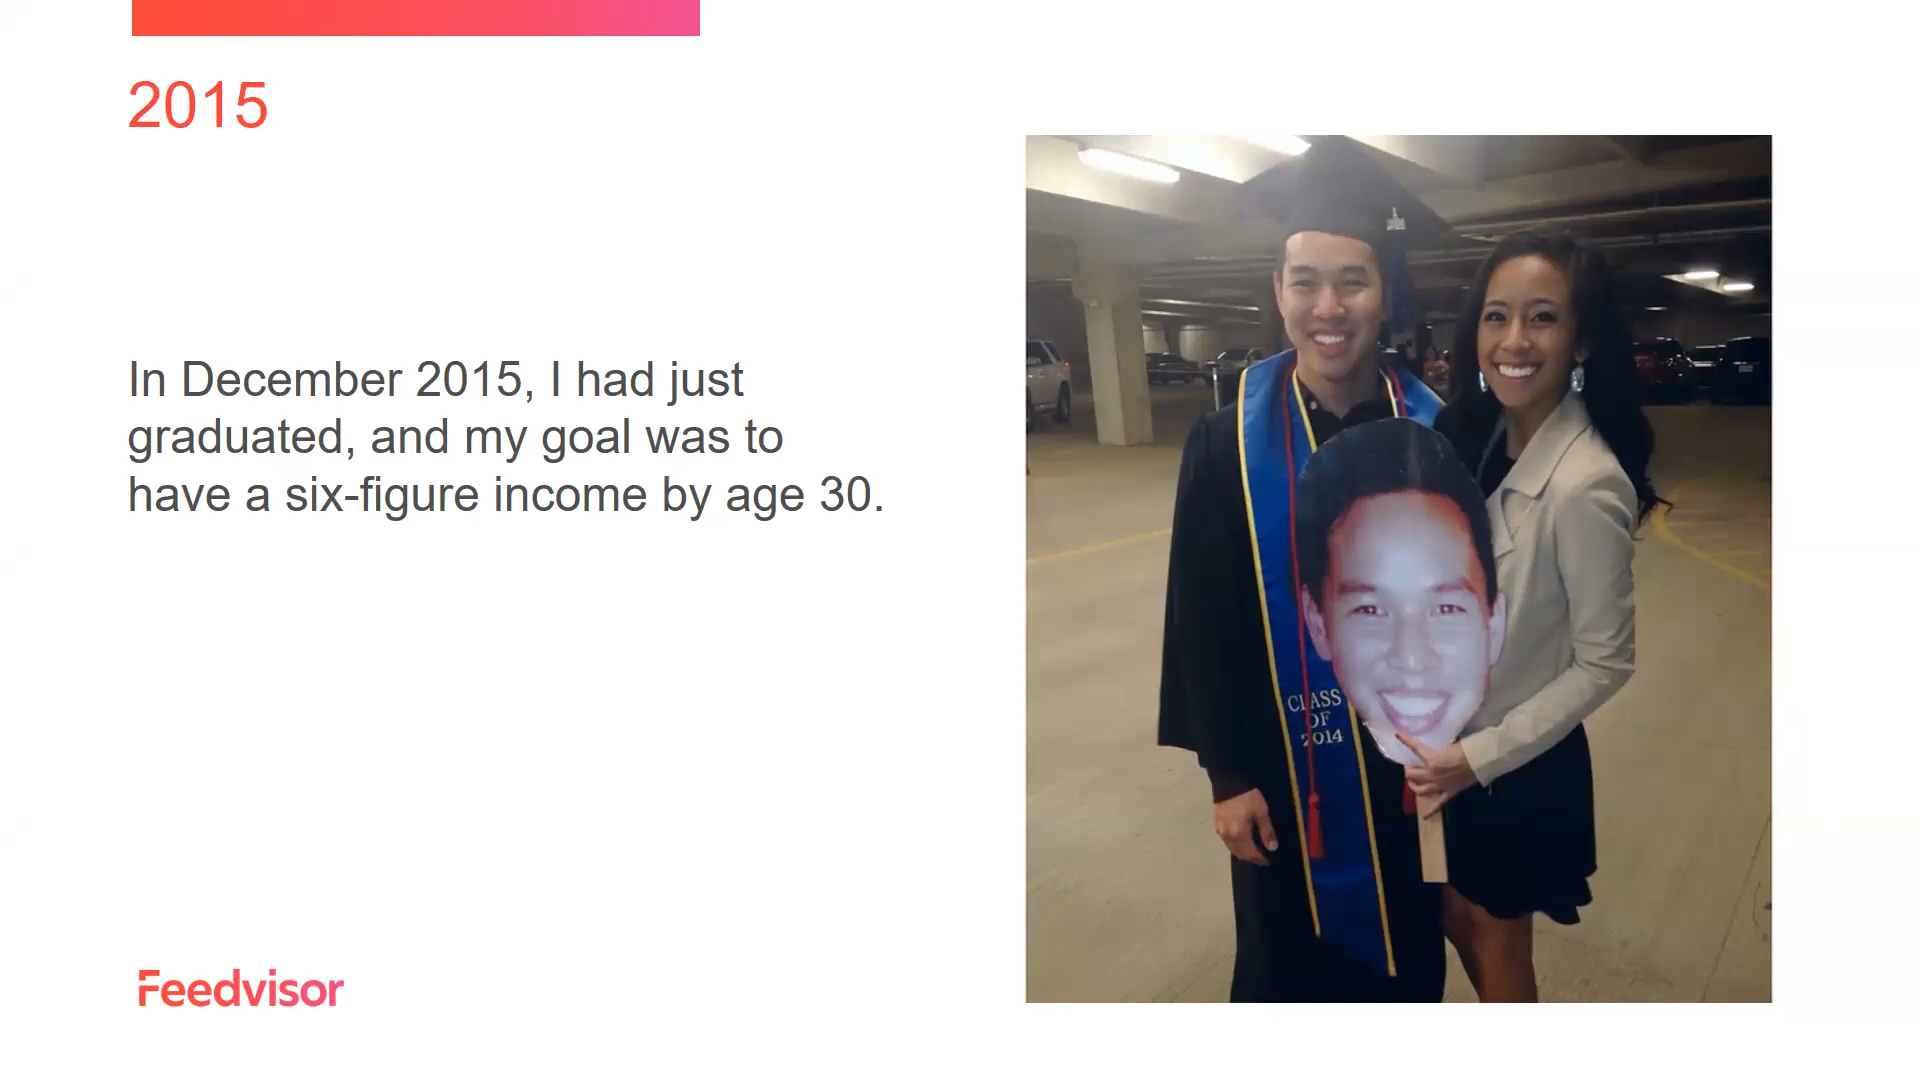 2015
In December 2015, I had just
graduated, and my goal was to
have a six-figure income by age 30.
CLASS
OF
2014
Feedvisor